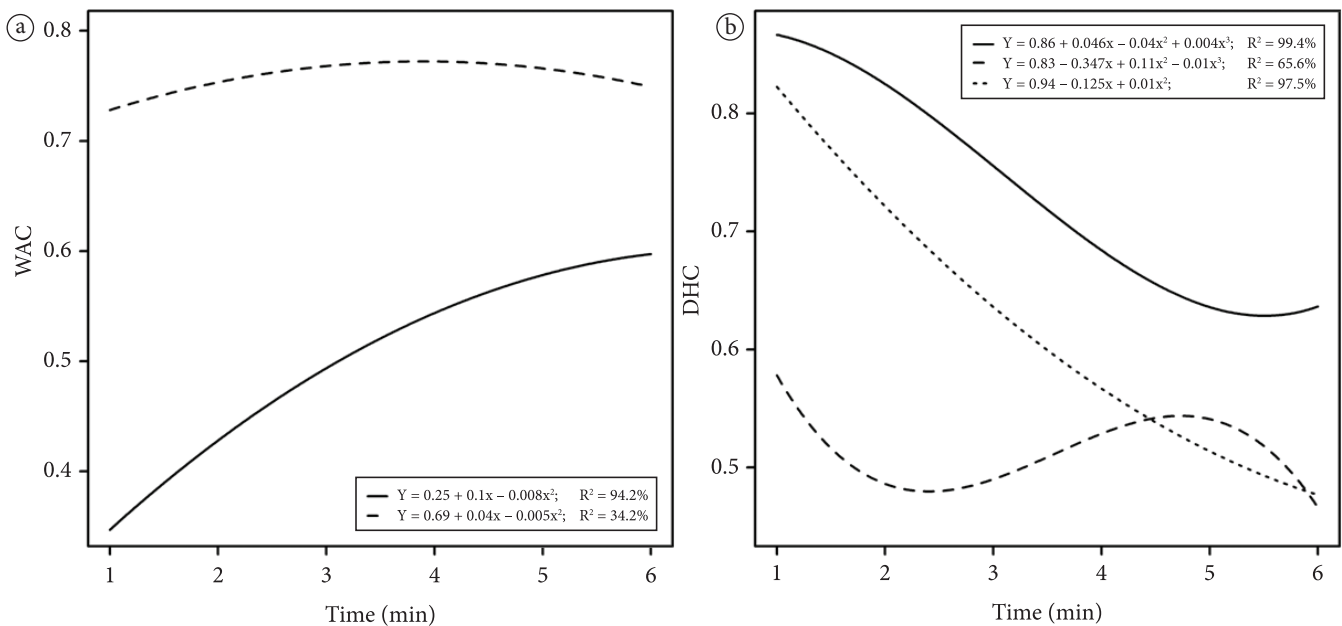 a
0.8
0.7
0.6
0.5
0.4
WAC
Y = 0.25 + 0.1x – 0.008x²; R² = 94.2%
Y = 0.69 + 0.04x – 0.005x²; R² = 34.2%
1 2 3 4 5 6
Time (min)
b
0.8
0.7
0.6
0.5
DHC
Y = 0.86 + 0.046x – 0.04x² + 0.004x³; R² = 99.4%
Y = 0.83 – 0.347x + 0.11x² – 0.01x³; R² = 65.6%
Y = 0.94 – 0.125x + 0.01x²; R² = 97.5%
1 2 3 4 5 6
Time (min)